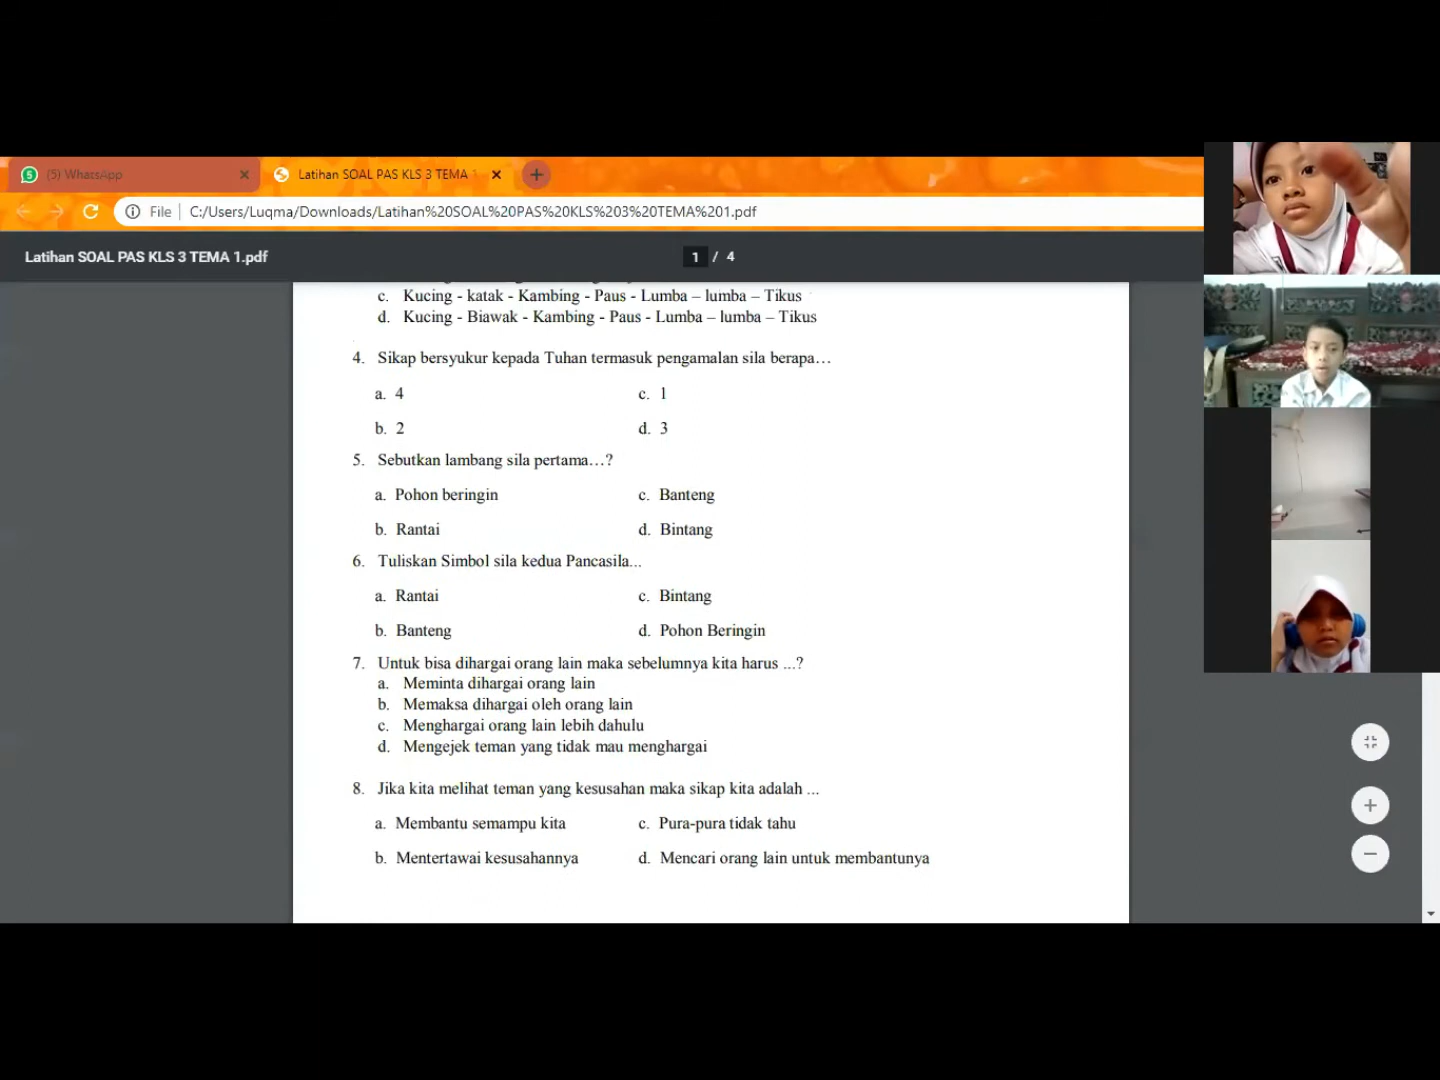 (5) WhatsApp
Latihan SOAL PAS KLS 3 TEMA 1
File C:/Users/Luqma/Downloads/Latihan%20SOAL%20PAS%20KLS%203%20TEMA%201.pdf
Latihan SOAL PAS KLS 3 TEMA 1.pdf
1 / 4
c. Kucing - katak - Kambing - Paus - Lumba – lumba – Tikus
d. Kucing - Biawak - Kambing - Paus - Lumba – lumba – Tikus
4. Sikap bersyukur kepada Tuhan termasuk pengamalan sila berapa…
a. 4 c. 1
b. 2 d. 3
5. Sebutkan lambang sila pertama…?
a. Pohon beringin c. Banteng
b. Rantai d. Bintang
6. Tuliskan Simbol sila kedua Pancasila...
a. Rantai c. Bintang
b. Banteng d. Pohon Beringin
7. Untuk bisa dihargai orang lain maka sebelumnya kita harus ...?
a. Meminta dihargai orang lain
b. Memaksa dihargai oleh orang lain
c. Menghargai orang lain lebih dahulu
d. Mengejek teman yang tidak mau menghargai
8. Jika kita melihat teman yang kesusahan maka sikap kita adalah ...
a. Membantu semampu kita c. Pura-pura tidak tahu
b. Mentertawai kesusahannya d. Mencari orang lain untuk membantunya